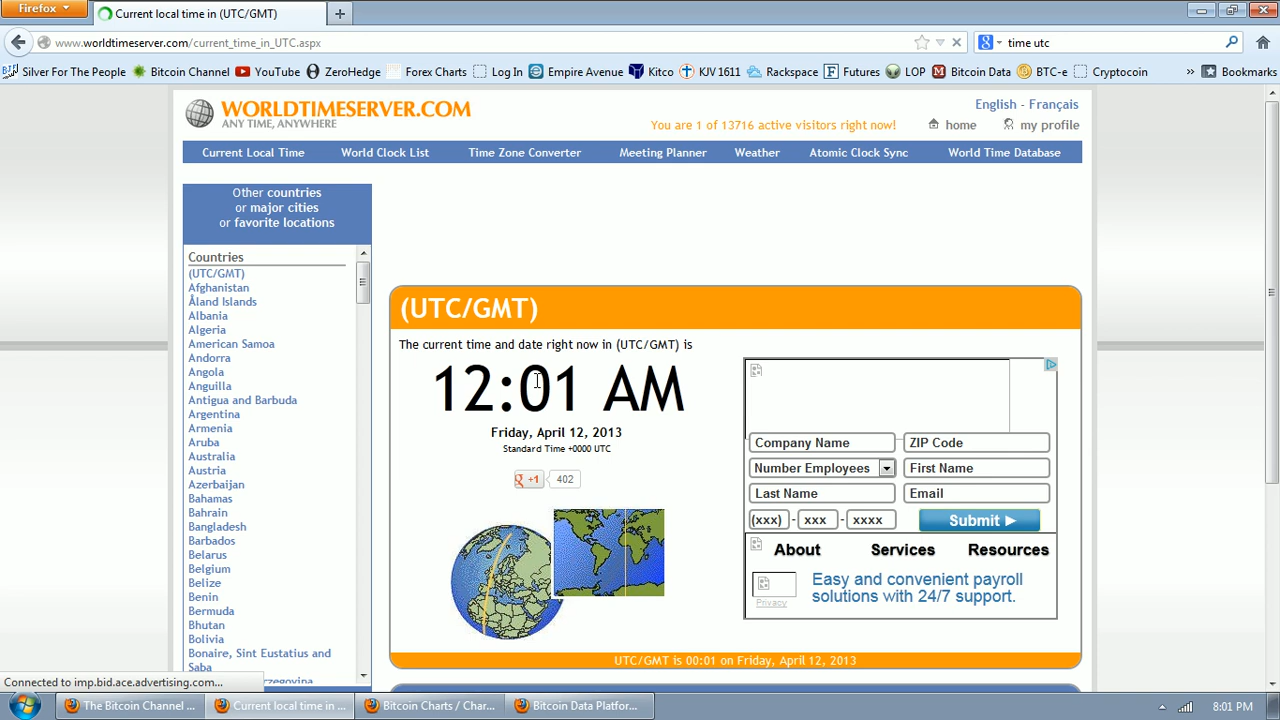 Firefox
Current local time in (UTC/GMT)
www.worldtimeserver.com/current_time_in_UTC.aspx
time utc
Silver For The People
Bitcoin Channel
YouTube
ZeroHedge
Forex Charts
Log In
Empire Avenue
Kitco
KJV 1611
Rackspace
Futures
LOP
Bitcoin Data
BTC-e
Cryptocoin
»
Bookmarks
WORLDTIMESERVER.COM
ANY TIME, ANYWHERE
English - Français
You are 1 of 13716 active visitors right now!
home
my profile
Current Local Time
World Clock List
Time Zone Converter
Meeting Planner
Weather
Atomic Clock Sync
World Time Database
Other countries
or major cities
or favorite locations
Countries
(UTC/GMT)
Afghanistan
Åland Islands
Albania
Algeria
American Samoa
Andorra
Angola
Anguilla
Antigua and Barbuda
Argentina
Armenia
Aruba
Australia
Austria
Azerbaijan
Bahamas
Bahrain
Bangladesh
Barbados
Belarus
Belgium
Belize
Benin
Bermuda
Bhutan
Bolivia
Bonaire, Sint Eustatius and
Saba
(UTC/GMT)
The current time and date right now in (UTC/GMT) is
12:01 AM
Friday, April 12, 2013
Standard Time +0000 UTC
g +1
402
Company Name
ZIP Code
Number Employees
First Name
Last Name
Email
(xxx) - xxx - xxxx
Submit
About
Services
Resources
Privacy
Easy and convenient payroll
solutions with 24/7 support.
UTC/GMT is 00:01 on Friday, April 12, 2013
Connected to imp.bid.ace.advertising.com...
The Bitcoin Channel ...
Current local time in ...
Bitcoin Charts / Char...
Bitcoin Data Platfor...
8:01 PM